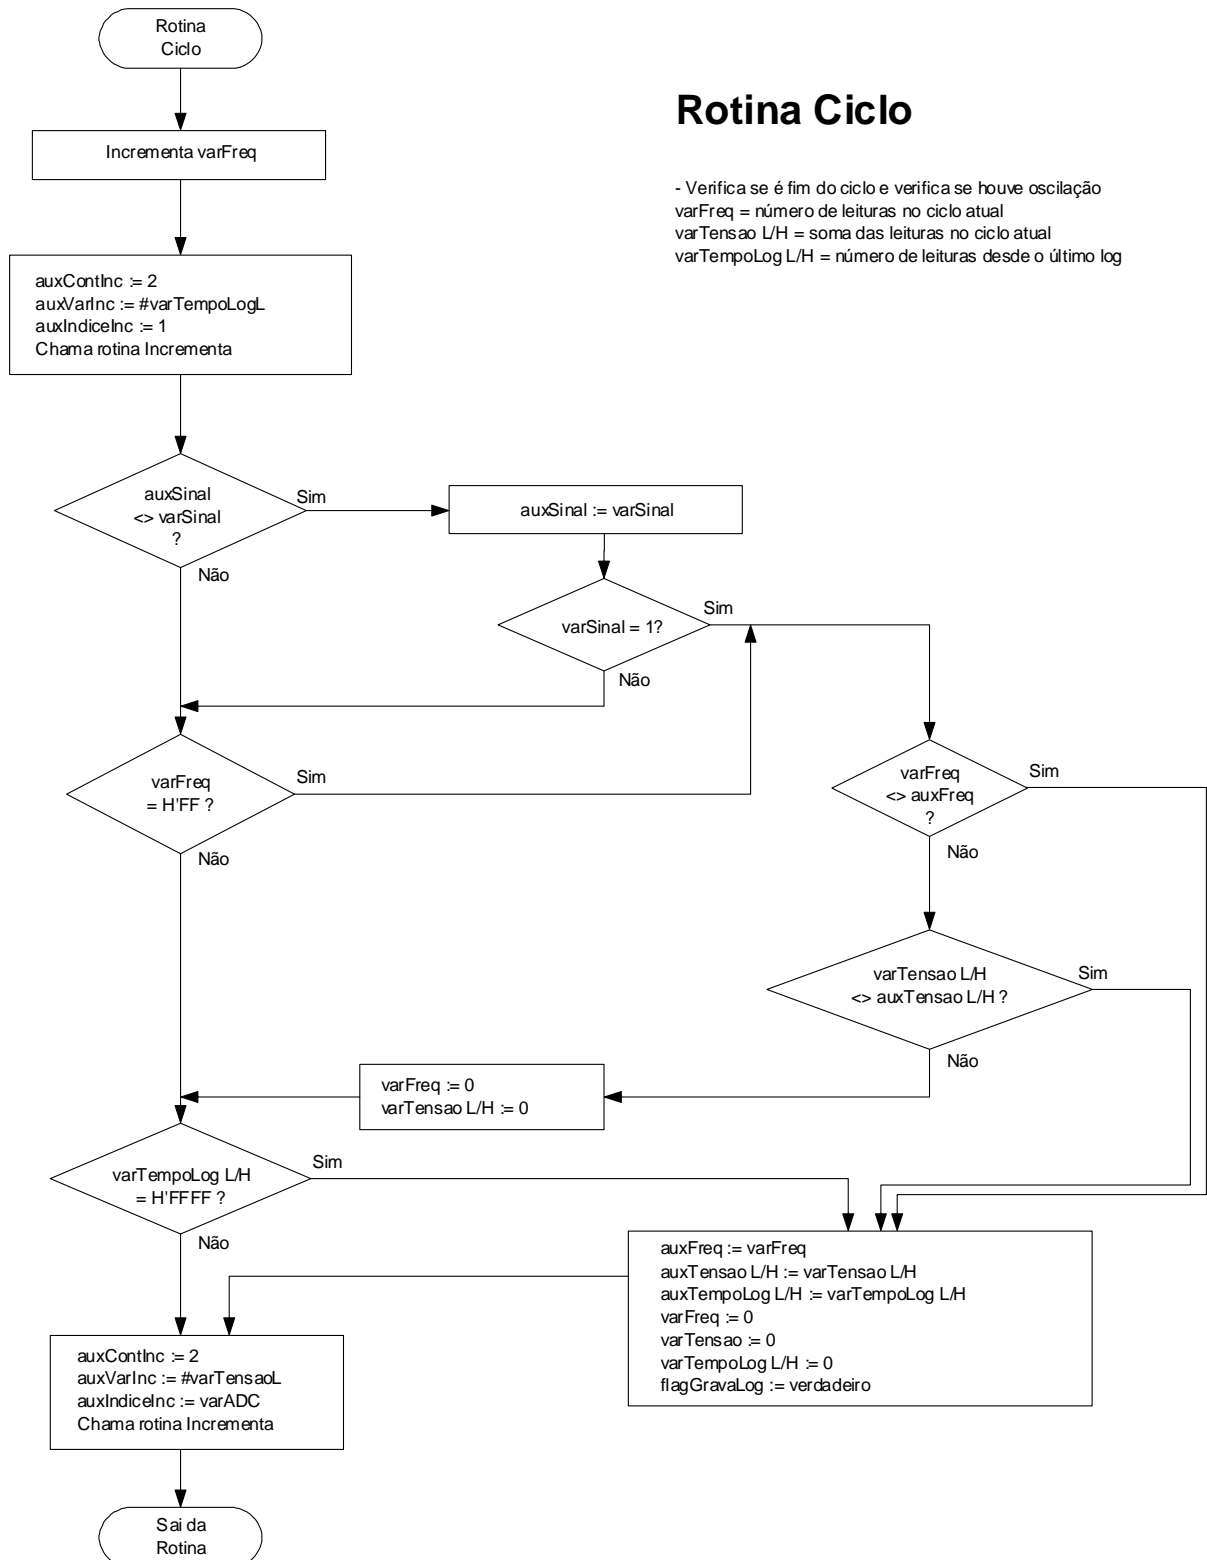 Rotina
Ciclo
Rotina Ciclo
Incrementa varFreq
- Verifica se é fim do ciclo e verifica se houve oscilação
varFreq = número de leituras no ciclo atual
varTensao L/H = soma das leituras no ciclo atual
varTempoLog L/H = número de leituras desde o último log
auxContInc := 2
auxVarInc := #varTempoLogL
auxIndiceInc := 1
Chama rotina Incrementa
auxSinal
<> varSinal
?
Sim
Não
auxSinal := varSinal
varSinal = 1?
Sim
Não
varFreq
= H'FF ?
Sim
Não
varFreq
<> auxFreq
?
Sim
Não
varTensao L/H
<> auxTensao L/H ?
Sim
Não
varFreq := 0
varTensao L/H := 0
varTempoLog L/H
= H'FFFF ?
Sim
Não
auxFreq := varFreq
auxTensao L/H := varTensao L/H
auxTempoLog L/H := varTempoLog L/H
varFreq := 0
varTensao := 0
varTempoLog L/H := 0
flagGravaLog := verdadeiro
auxContInc := 2
auxVarInc := #varTensaoL
auxIndiceInc := varADC
Chama rotina Incrementa
Sai da
Rotina